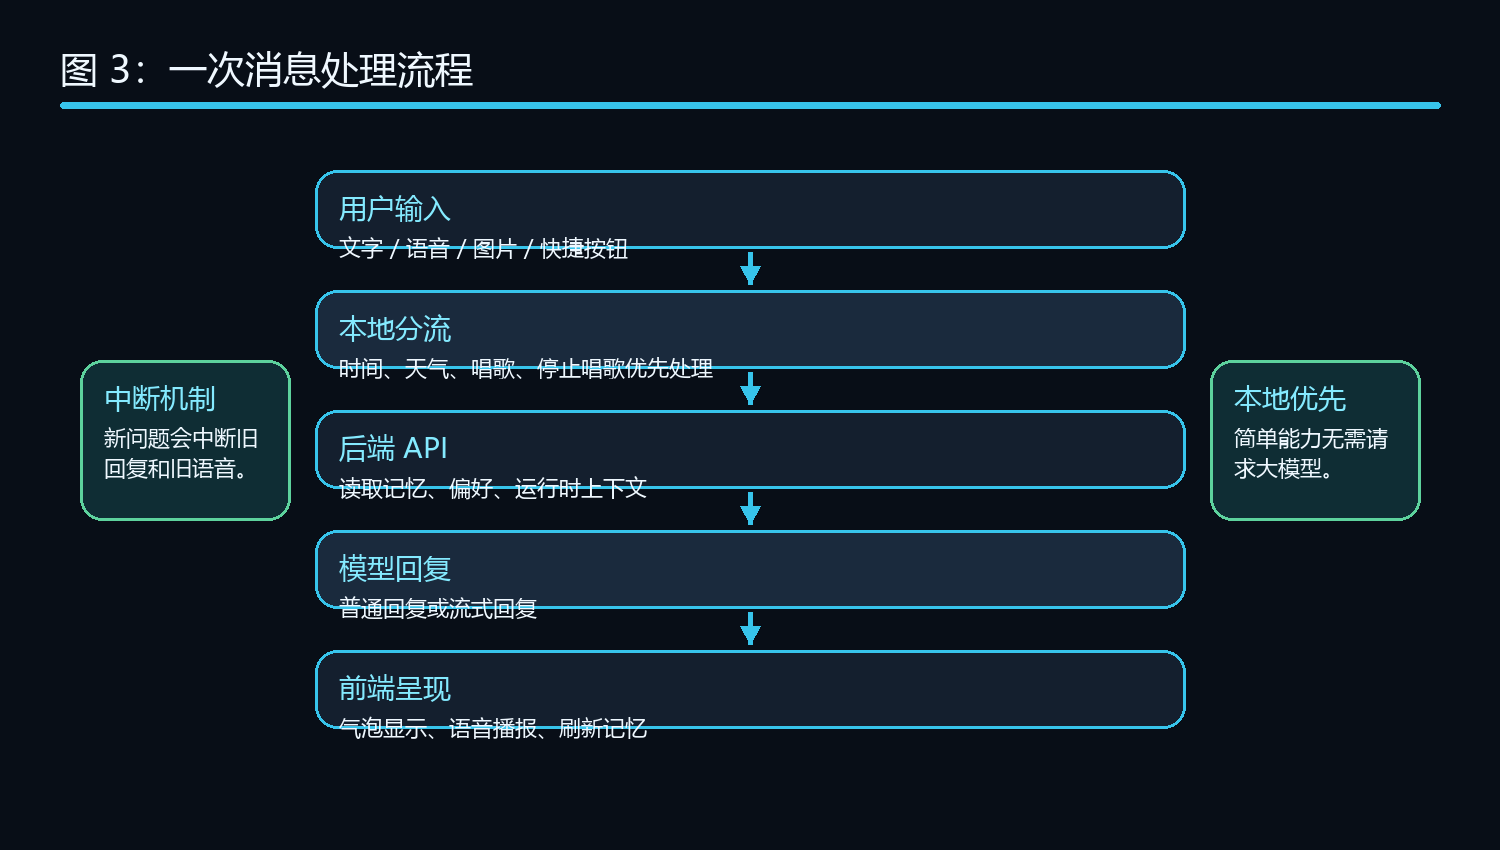 图 3：一次消息处理流程
用户输入
文字 / 语音 / 图片 / 快捷按钮
本地分流
时间、天气、唱歌、停止唱歌优先处理
中断机制
新问题会中断旧
回复和旧语音。
后端 API
读取记忆、偏好、运行时上下文
本地优先
简单能力无需请
求大模型。
模型回复
普通回复或流式回复
前端呈现
气泡显示、语音播报、刷新记忆